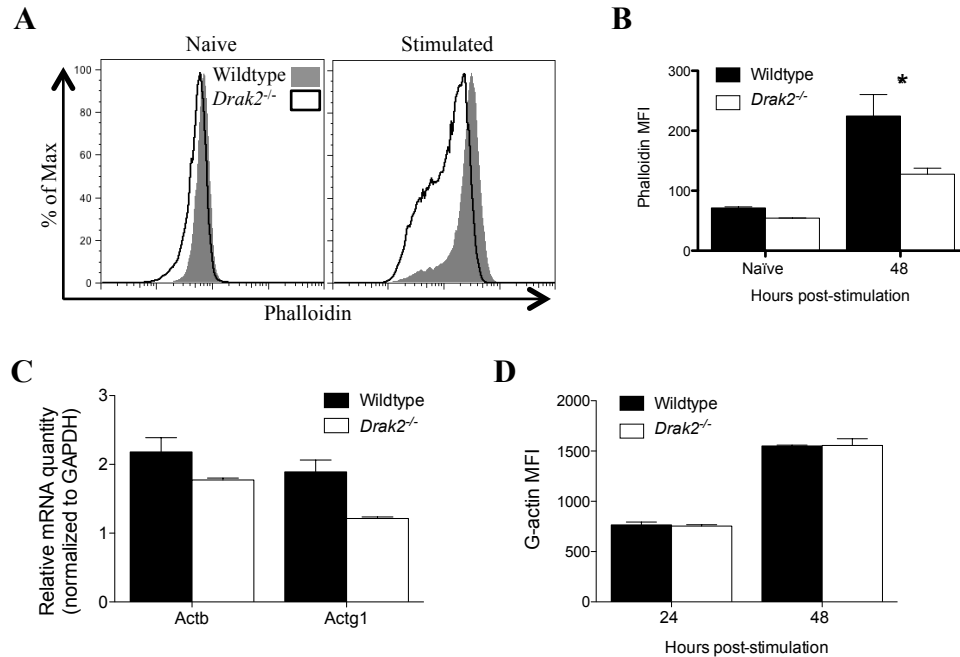 A
Naive
Stimulated
Wildtype
Drak2-/-
% of Max
100
80
60
40
20
0
Phalloidin
B
Wildtype
Drak2-/-
*
Phalloidin MFI
300
200
100
0
Naïve
48
Hours post-stimulation
C
Wildtype
Drak2-/-
Relative mRNA quantity
(normalized to GAPDH)
3
2
1
0
Actb
Actg1
D
Wildtype
Drak2-/-
G-actin MFI
2000
1500
1000
500
0
24
48
Hours post-stimulation